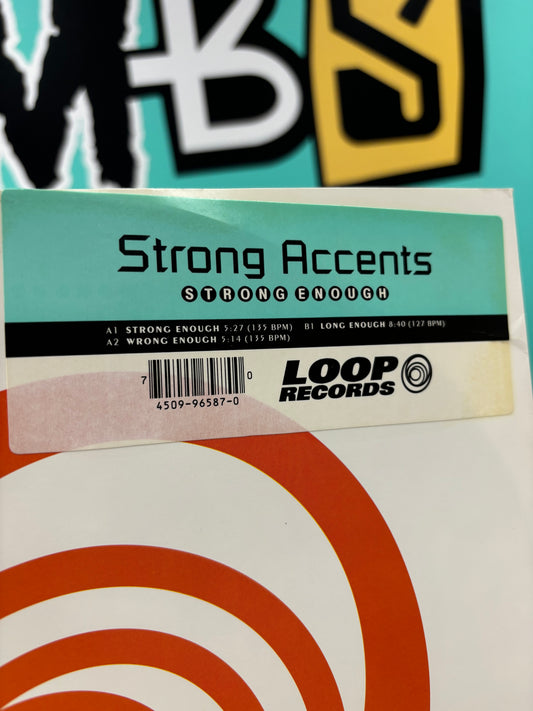 MBS
Strong Accents
STRONG ENOUGH
A1 STRONG ENOUGH 5:27 (135 BPM) B1 LONG ENOUGH 8:40 (127 BPM)
A2 WRONG ENOUGH 5:14 (135 BPM)
7 4509-96587-0 0
LOOP
RECORDS